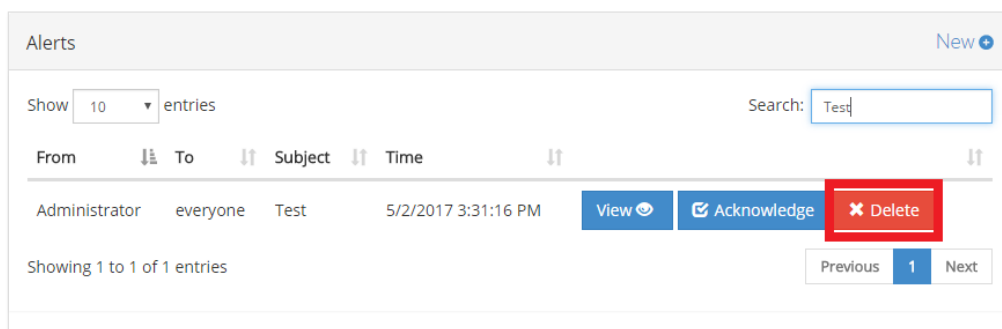 Alerts New
Show 10 entries Search: Test
From To Subject Time
Administrator everyone Test 5/2/2017 3:31:16 PM View Acknowledge Delete
Showing 1 to 1 of 1 entries Previous 1 Next